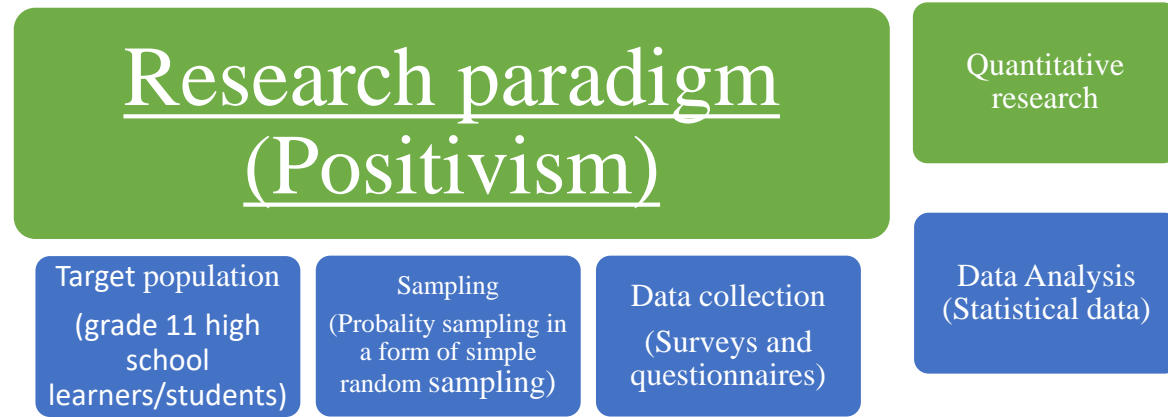 Research paradigm
(Positivism)
Quantitative
research
Target population
(grade 11 high
school
learners/students)
Sampling
(Probality sampling in
a form of simple
random sampling)
Data collection
(Surveys and
questionnaires)
Data Analysis
(Statistical data)